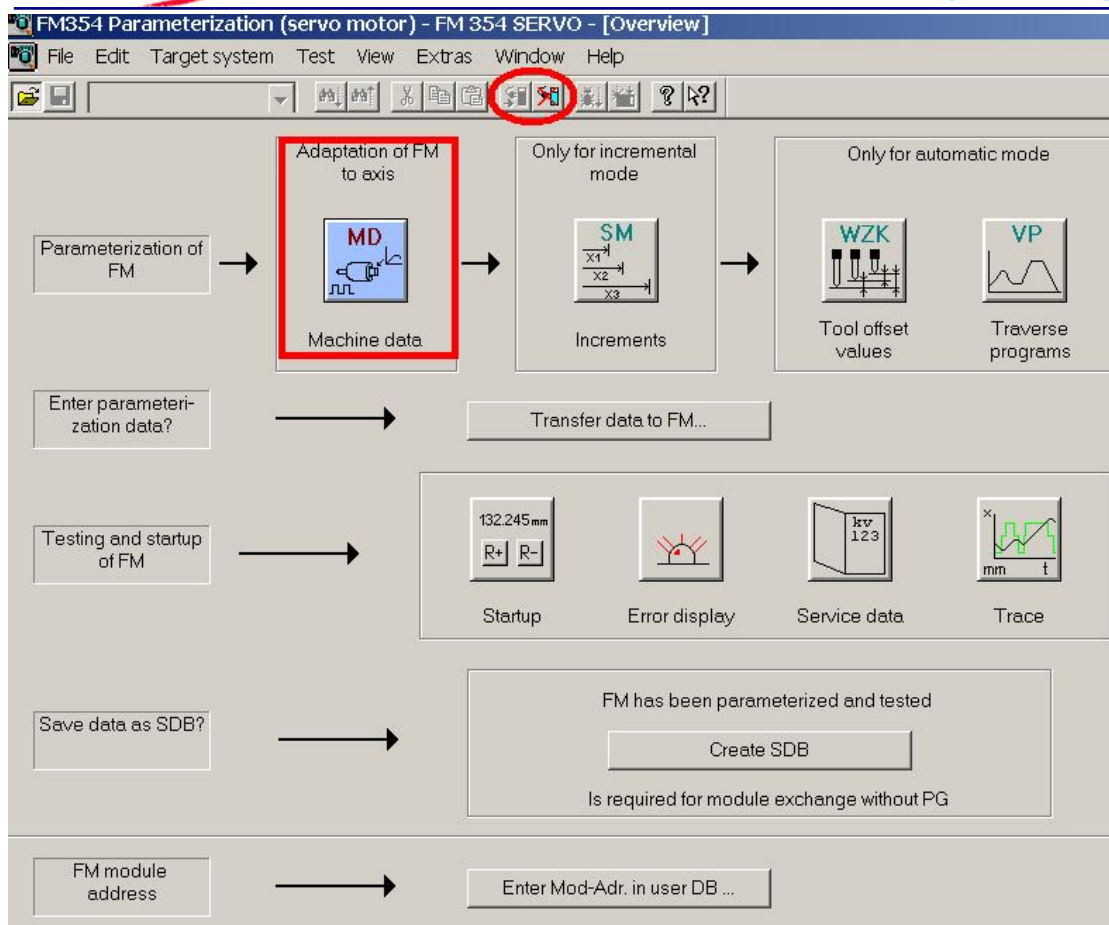 FM354 Parameterization (servo motor) - FM 354 SERVO - [Overview]
File Edit Target system Test View Extras Window Help
Adaptation of FM
to axis
Only for incremental
mode
Only for automatic mode
Parameterization of
FM
MD
Machine data
SM
X1
X2
X3
Increments
WZK
Tool offset
values
VP
Traverse
programs
Enter parameteri-
zation data?
Transfer data to FM...
Testing and startup
of FM
132.245mm
R+ R-
Startup
Error display
kv
123
Service data
x
mm t
Trace
Save data as SDB?
FM has been parameterized and tested
Create SDB
Is required for module exchange without PG
FM module
address
Enter Mod-Adr. in user DB ...